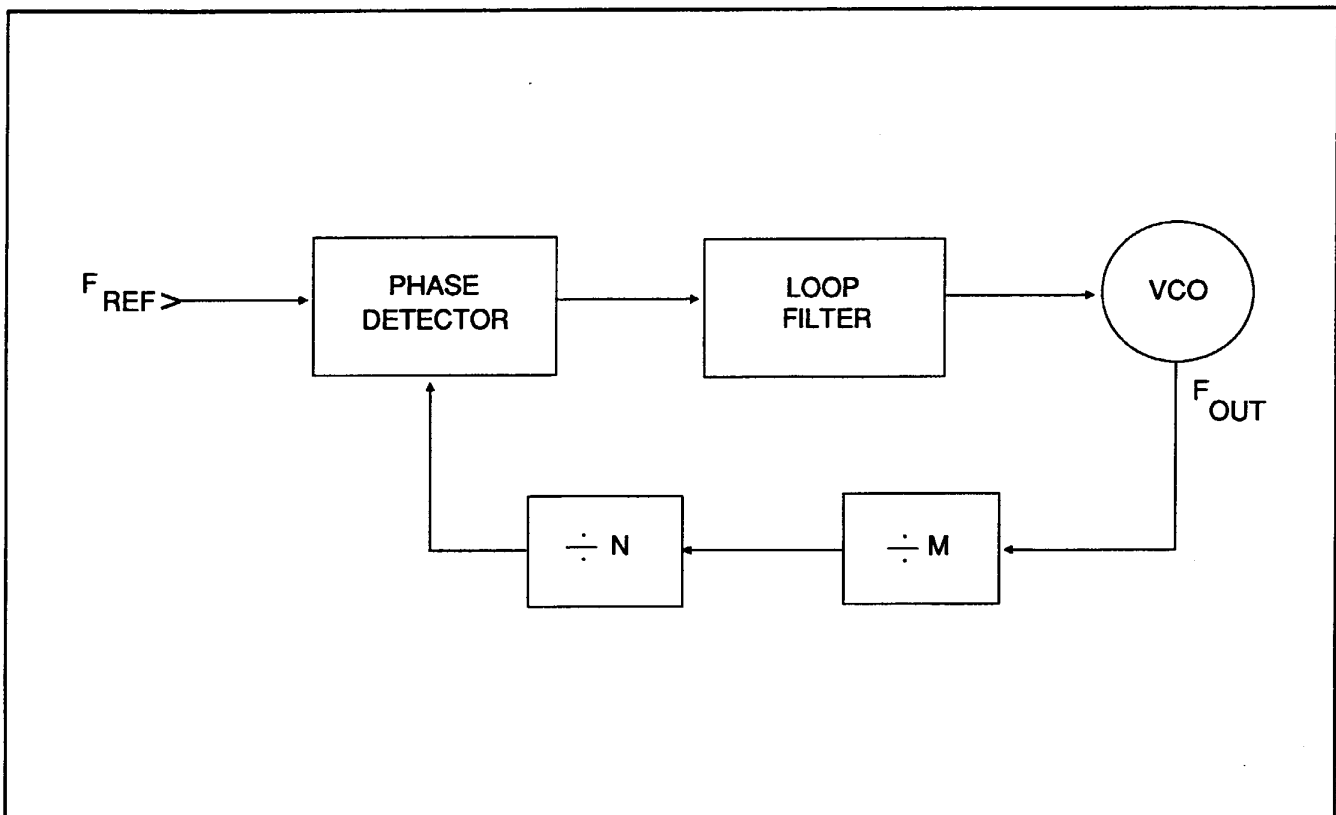 F REF
PHASE
DETECTOR
LOOP
FILTER
VCO
F OUT
÷ N
÷ M